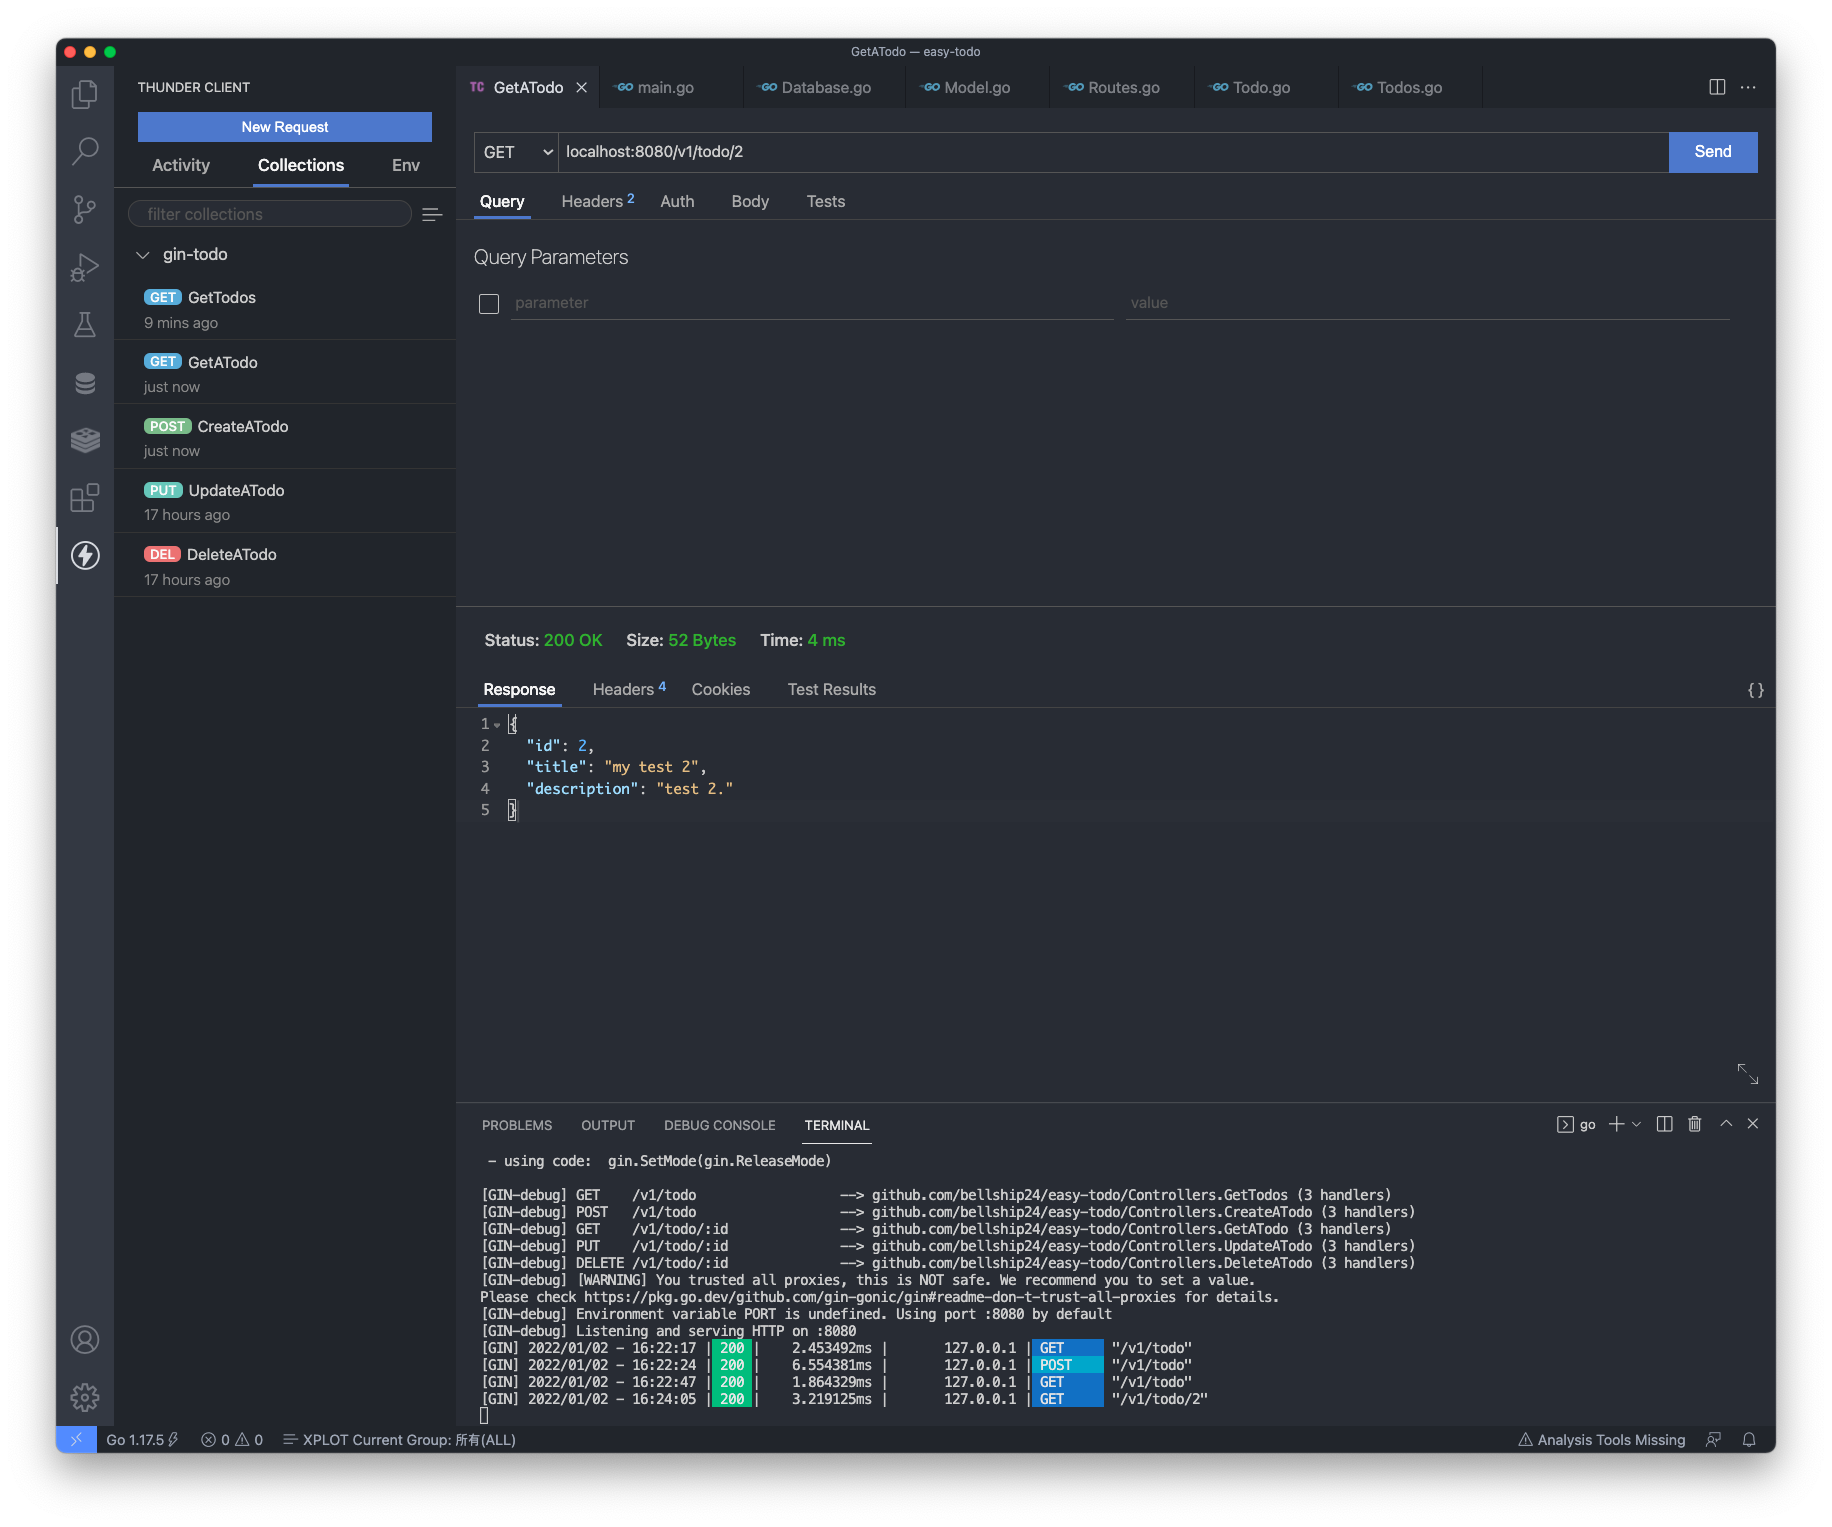 GetATodo — easy-todo
THUNDER CLIENT
New Request
Activity Collections Env
filter collections
gin-todo
GET GetTodos
9 mins ago
GET GetATodo
just now
POST CreateATodo
just now
PUT UpdateATodo
17 hours ago
DEL DeleteATodo
17 hours ago
TC GetATodo
GO main.go
GO Database.go
GO Model.go
GO Routes.go
GO Todo.go
GO Todos.go
GET localhost:8080/v1/todo/2 Send
Query Headers 2 Auth Body Tests
Query Parameters
parameter value
Status: 200 OK Size: 52 Bytes Time: 4 ms
Response Headers 4 Cookies Test Results {}
1 {
2 "id": 2,
3 "title": "my test 2",
4 "description": "test 2."
5 }
PROBLEMS OUTPUT DEBUG CONSOLE TERMINAL go
- using code:  gin.SetMode(gin.ReleaseMode)
[GIN-debug] GET    /v1/todo                  --> github.com/bellship24/easy-todo/Controllers.GetTodos (3 handlers)
[GIN-debug] POST   /v1/todo                  --> github.com/bellship24/easy-todo/Controllers.CreateATodo (3 handlers)
[GIN-debug] GET    /v1/todo/:id              --> github.com/bellship24/easy-todo/Controllers.GetATodo (3 handlers)
[GIN-debug] PUT    /v1/todo/:id              --> github.com/bellship24/easy-todo/Controllers.UpdateATodo (3 handlers)
[GIN-debug] DELETE /v1/todo/:id              --> github.com/bellship24/easy-todo/Controllers.DeleteATodo (3 handlers)
[GIN-debug] [WARNING] You trusted all proxies, this is NOT safe. We recommend you to set a value.
Please check https://pkg.go.dev/github.com/gin-gonic/gin#readme-don-t-trust-all-proxies for details.
[GIN-debug] Environment variable PORT is undefined. Using port :8080 by default
[GIN-debug] Listening and serving HTTP on :8080
[GIN] 2022/01/02 - 16:22:17 | 200 |    2.453492ms |       127.0.0.1 | GET      "/v1/todo"
[GIN] 2022/01/02 - 16:22:24 | 200 |    6.554381ms |       127.0.0.1 | POST     "/v1/todo"
[GIN] 2022/01/02 - 16:22:47 | 200 |    1.864329ms |       127.0.0.1 | GET      "/v1/todo"
[GIN] 2022/01/02 - 16:24:05 | 200 |    3.219125ms |       127.0.0.1 | GET      "/v1/todo/2"
Go 1.17.5 0 0 XPLOT Current Group: 所有(ALL) Analysis Tools Missing